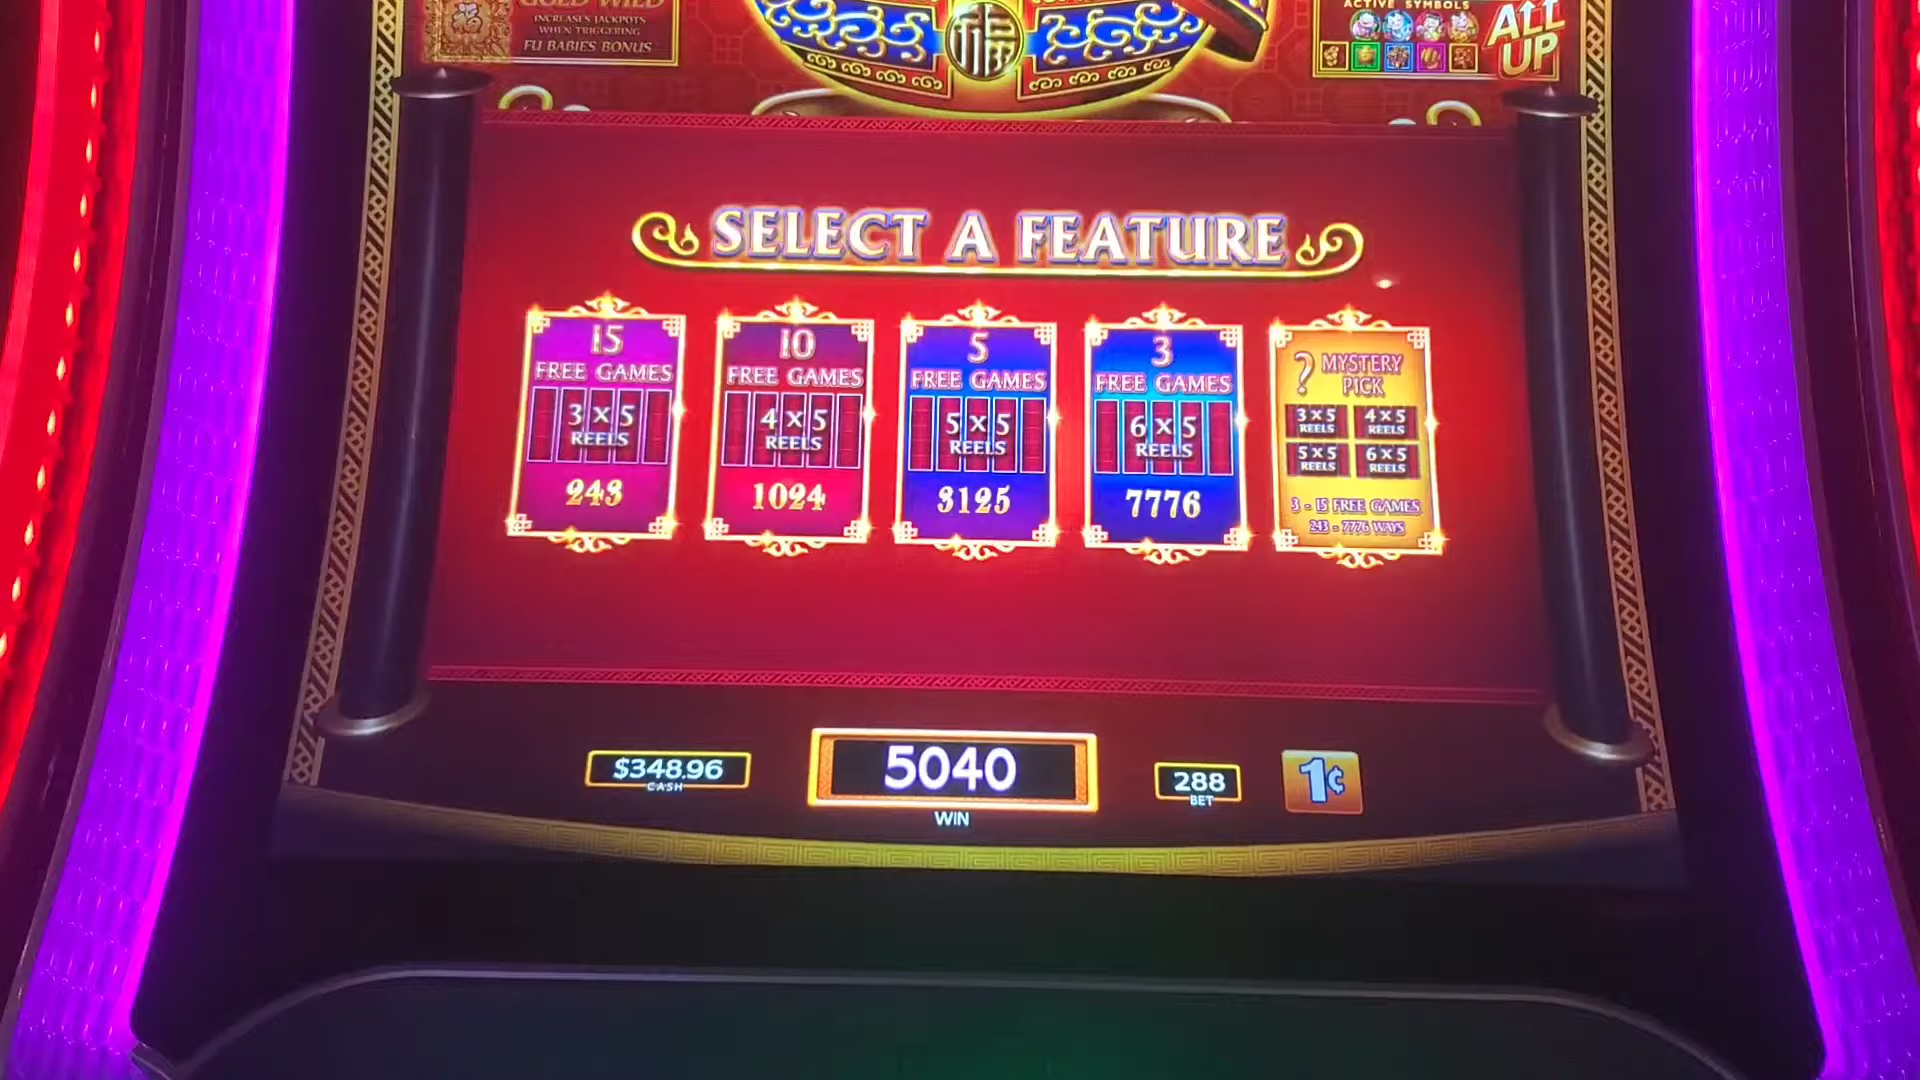 GOLD WILD
INCREASES JACKPOTS
WHEN TRIGGERING
FU BABIES BONUS
福
ACTIVE SYMBOLS
ALL
UP
SELECT A FEATURE
15
FREE GAMES
3 X 5
REELS
243
10
FREE GAMES
4 X 5
REELS
1024
5
FREE GAMES
5 X 5
REELS
3125
3
FREE GAMES
6 X 5
REELS
7776
? MYSTERY
PICK
3 X 5 4 X 5
REELS REELS
5 X 5 6 X 5
REELS REELS
3 - 15 FREE GAMES
243 - 7776 WAYS
$348.96
CASH
5040
WIN
288
BET
1¢